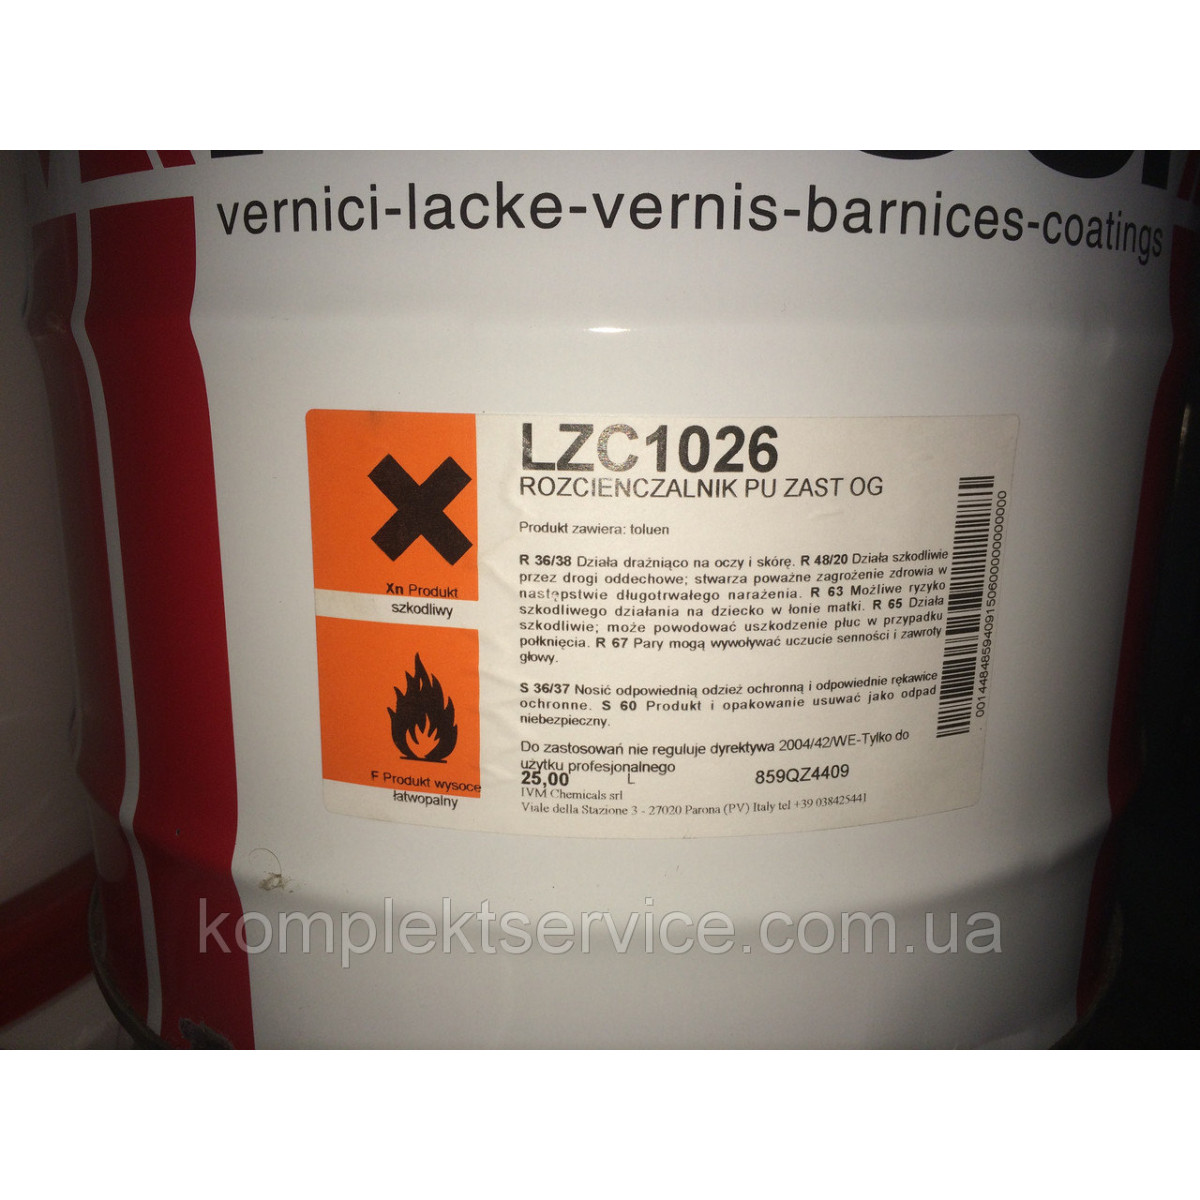 vernici-lacke-vernis-barnices-coatings
LZC1026
ROZCIENCZALNIK PU ZAST OG
Produkt zawiera: toluen
R 36/38 Działa drażniąco na oczy i skórę. R 48/20 Działa szkodliwie
przez drogi oddechowe; stwarza poważne zagrożenie zdrowia w
następstwie długotrwałego narażenia. R 63 Możliwe ryzyko
szkodliwego działania na dziecko w łonie matki. R 65 Działa
szkodliwie; może powodować uszkodzenie płuc w przypadku
połknięcia. R 67 Pary mogą wywoływać uczucie senności i zawroty
głowy.
S 36/37 Nosić odpowiednią odzież ochronną i odpowiednie rękawice
ochronne. S 60 Produkt i opakowanie usuwać jako odpad
niebezpieczny.
Do zastosowań nie reguluje dyrektywa 2004/42/WE-Tylko do
użytku profesjonalnego
25,00 L 859QZ4409
IVM Chemicals srl
Viale della Stazione 3 - 27020 Parona (PV) Italy tel +39 038425441
Xn Produkt
szkodliwy
F Produkt wysoce
łatwopalny
komplektservice.com.ua